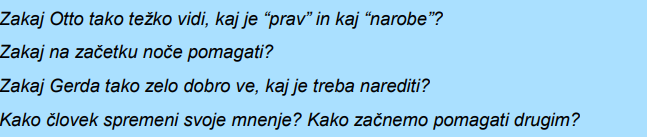 Zakaj Otto tako težko vidi, kaj je “prav” in kaj “narobe”?
Zakaj na začetku noče pomagati?
Zakaj Gerda tako zelo dobro ve, kaj je treba narediti?
Kako človek spremeni svoje mnenje? Kako začnemo pomagati drugim?